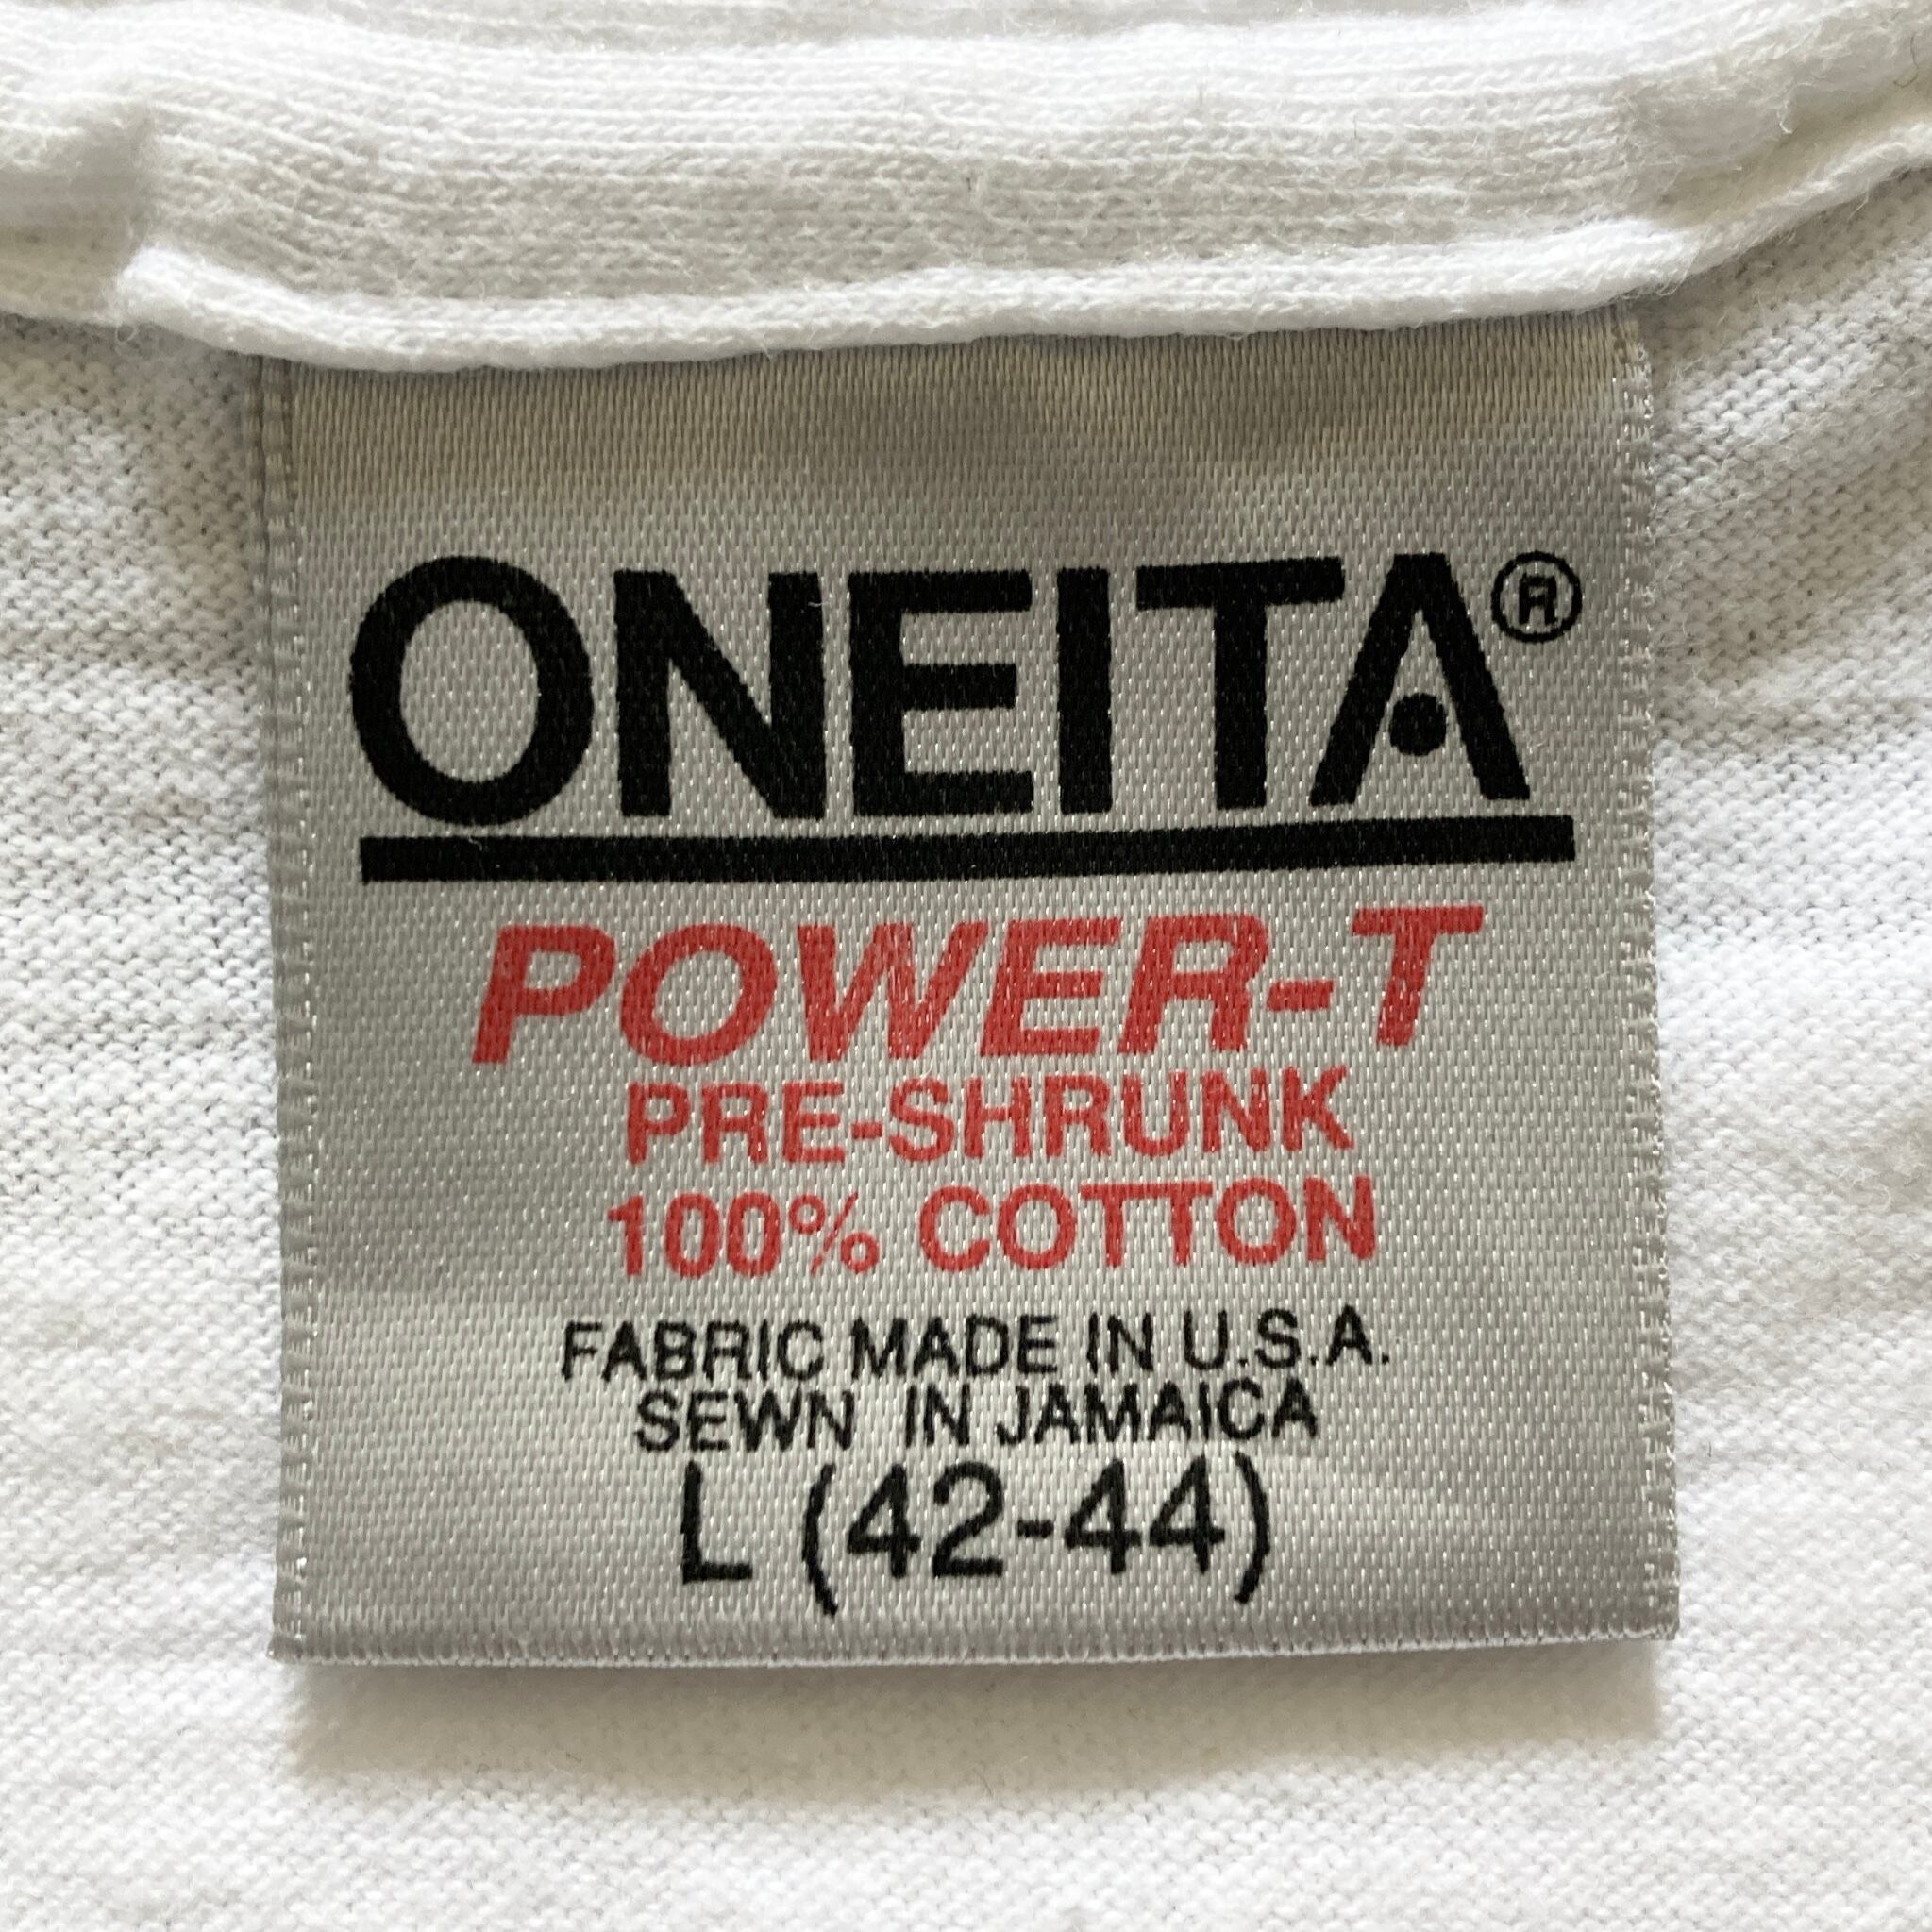 ONEITA®
POWER-T
PRE-SHRUNK
100% COTTON
FABRIC MADE IN U.S.A.
SEWN IN JAMAICA
L (42-44)